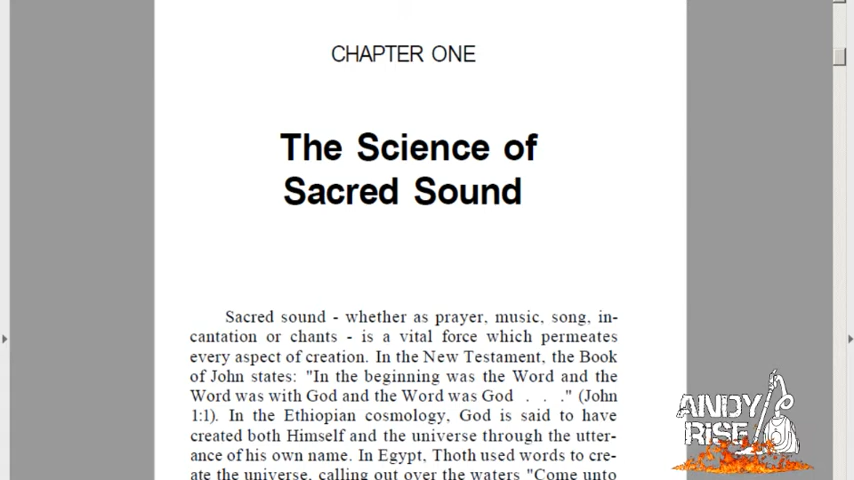 CHAPTER ONE
The Science of
Sacred Sound
Sacred sound - whether as prayer, music, song, in-
cantation or chants - is a vital force which permeates
every aspect of creation. In the New Testament, the Book
of John states: "In the beginning was the Word and the
Word was with God and the Word was God . . ." (John
1:1). In the Ethiopian cosmology, God is said to have
created both Himself and the universe through the utter-
ance of his own name. In Egypt, Thoth used words to cre-
ate the universe, calling out over the waters "Come unto
ANDY
RISE